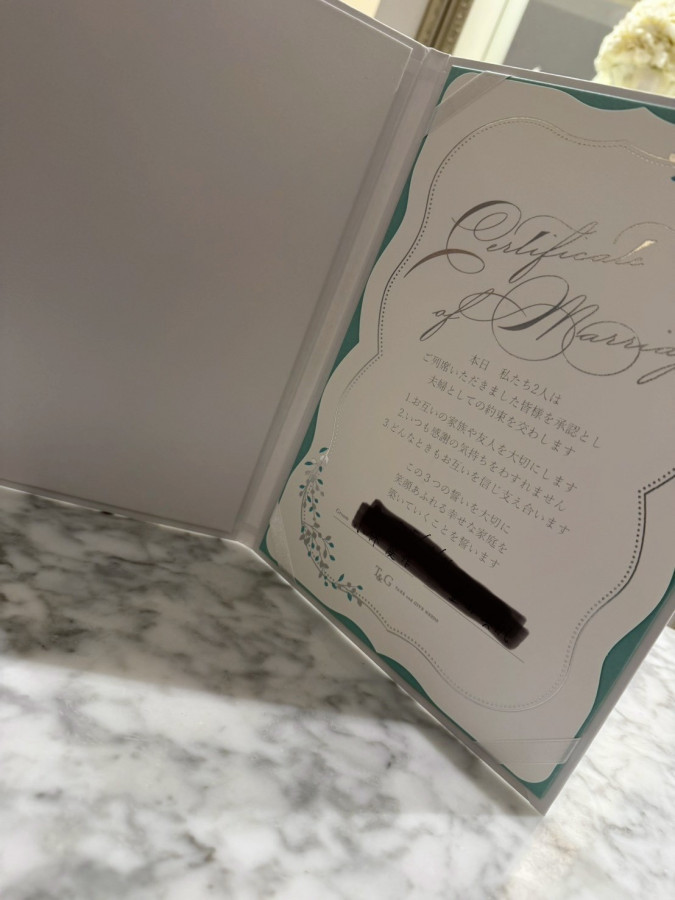 Certificate
of Marriag
本日　私たち2人は
ご列席いただきました皆様を承認とし
夫婦としての約束を交わします
1.お互いの家族や友人を大切にします
2.いつも感謝の気持ちをわすれません
3.どんなときもお互いを信じ支え合います
この３つの誓いを大切に
笑顔あふれる幸せな家庭を
築いていくことを誓います
Groom
T&G